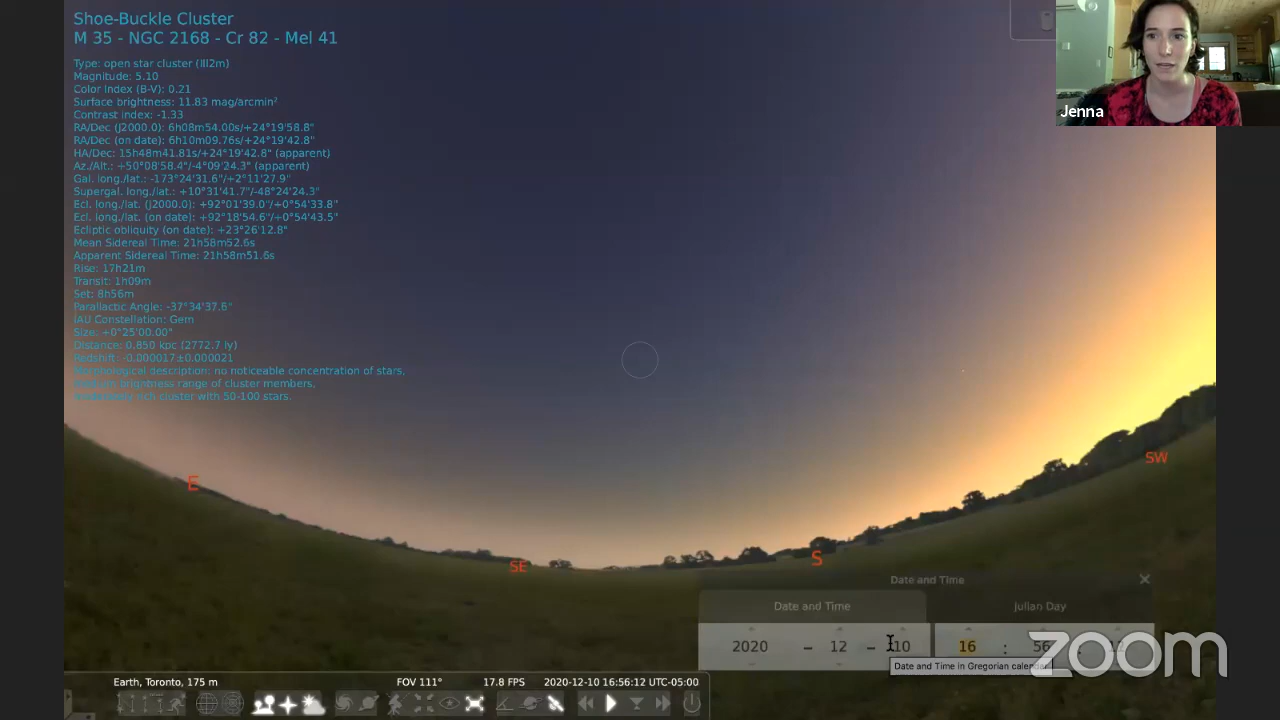 Shoe-Buckle Cluster
M 35 - NGC 2168 - Cr 82 - Mel 41
Type: open star cluster (III2m)
Magnitude: 5.10
Color Index (B-V): 0.21
Surface brightness: 11.83 mag/arcmin²
Contrast index: -1.33
RA/Dec (J2000.0): 6h08m54.00s/+24°19'58.8"
RA/Dec (on date): 6h10m09.76s/+24°19'42.8"
HA/Dec: 15h48m41.81s/+24°19'42.8" (apparent)
Az./Alt.: +50°08'58.4"/-4°09'24.3" (apparent)
Gal. long./lat.: -173°24'31.6"/+2°11'27.9"
Supergal. long./lat.: +10°31'41.7"/-48°24'24.3"
Ecl. long./lat. (J2000.0): +92°01'39.0"/+0°54'33.8"
Ecl. long./lat. (on date): +92°18'54.6"/+0°54'43.5"
Ecliptic obliquity (on date): +23°26'12.8"
Mean Sidereal Time: 21h58m52.6s
Apparent Sidereal Time: 21h58m51.6s
Rise: 17h21m
Transit: 1h09m
Set: 8h56m
Parallactic Angle: -37°34'37.6"
IAU Constellation: Gem
Size: +0°25'00.00"
Distance: 0.850 kpc (2772.7 ly)
Redshift: -0.000017±0.000021
Morphological description: no noticeable concentration of stars,
medium brightness range of cluster members,
moderately rich cluster with 50-100 stars.
Jenna
E
SE
S
SW
Date and Time
Date and Time Julian Day
2020 - 12 - 10 16 : 56 :
Date and Time in Gregorian calendar
zoom
Earth, Toronto, 175 m FOV 111° 17.8 FPS 2020-12-10 16:56:12 UTC-05:00